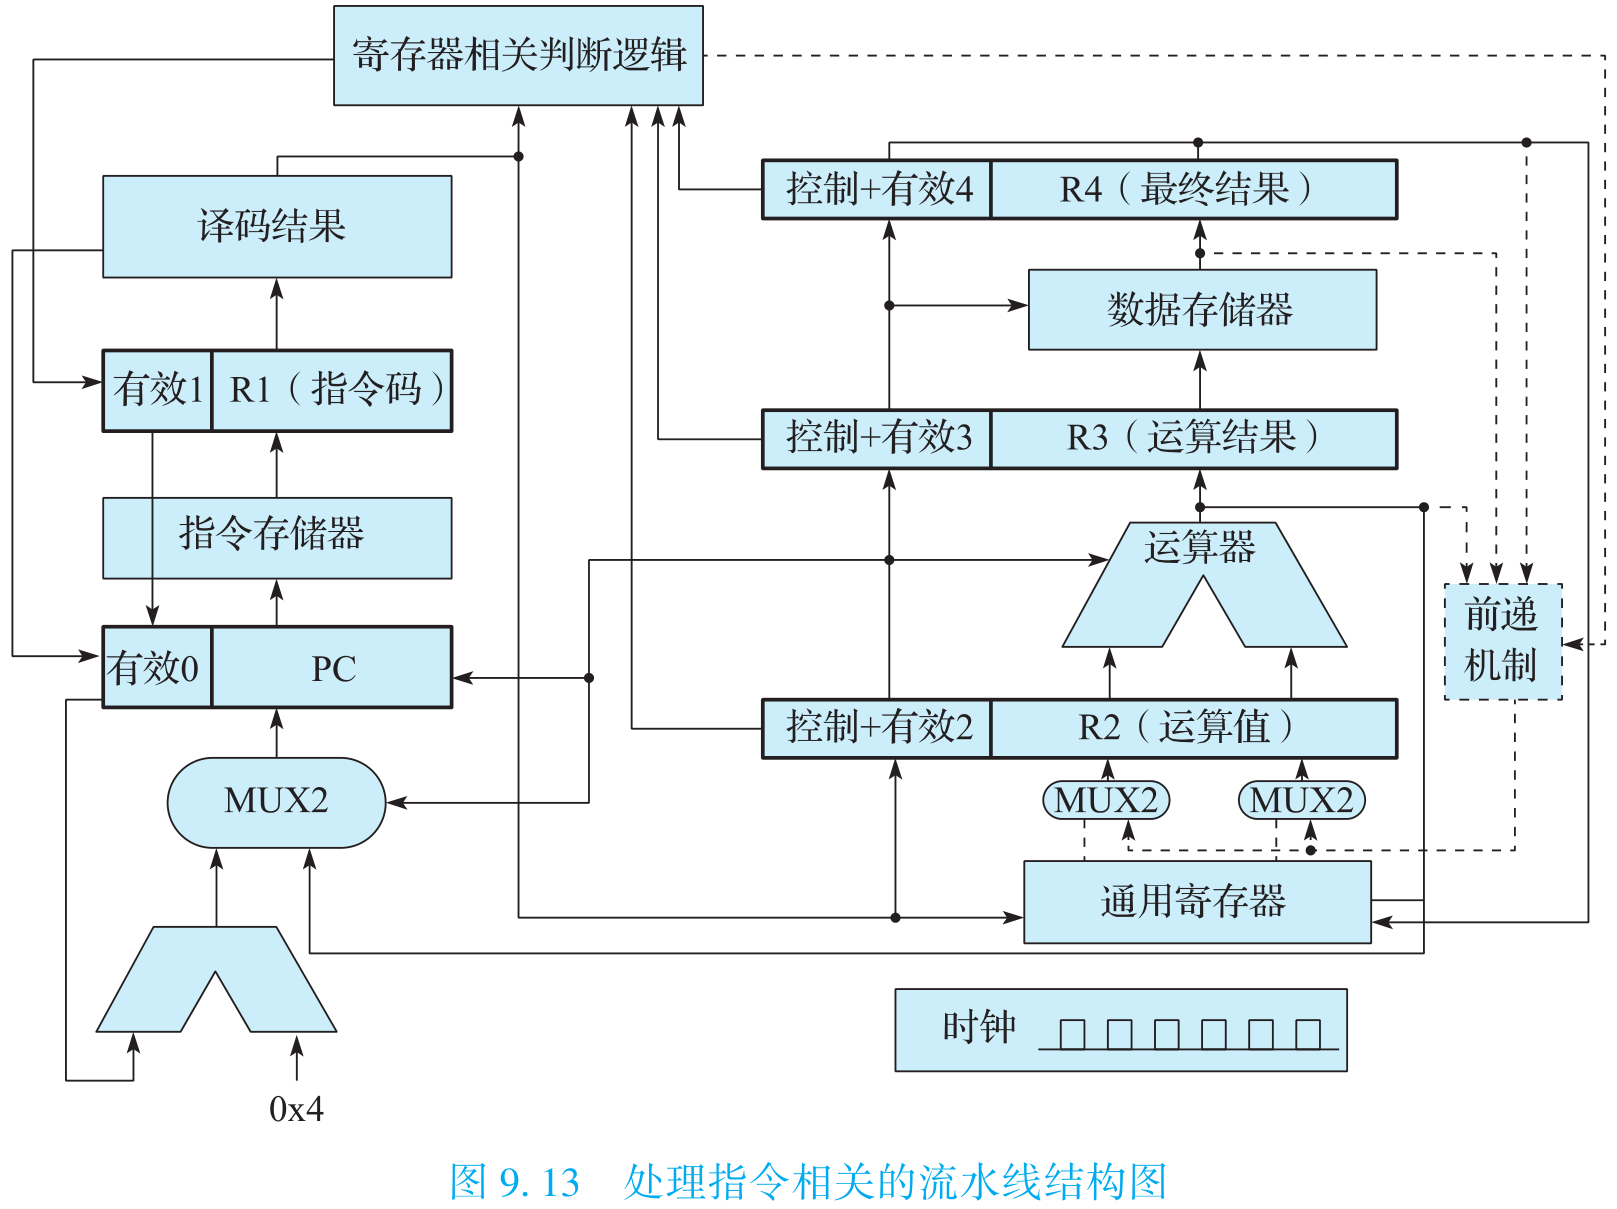 寄存器相关判断逻辑
译码结果
控制+有效4 R4（最终结果）
数据存储器
有效1 R1（指令码）
控制+有效3 R3（运算结果）
指令存储器
运算器
前递
机制
有效0 PC
控制+有效2 R2（运算值）
MUX2
MUX2
MUX2
通用寄存器
时钟
0x4
图 9.13 处理指令相关的流水线结构图